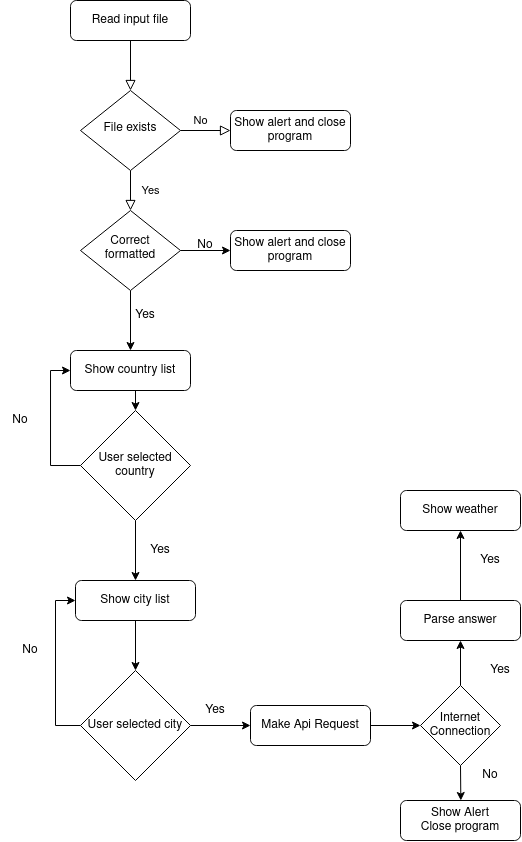 Read input file
File exists
No
Show alert and close
program
Yes
Correct
formatted
No
Show alert and close
program
Yes
Show country list
No
User selected
country
Yes
Show city list
No
User selected city
Yes
Make Api Request
Internet
Connection
Yes
Parse answer
Yes
Show weather
No
Show Alert
Close program